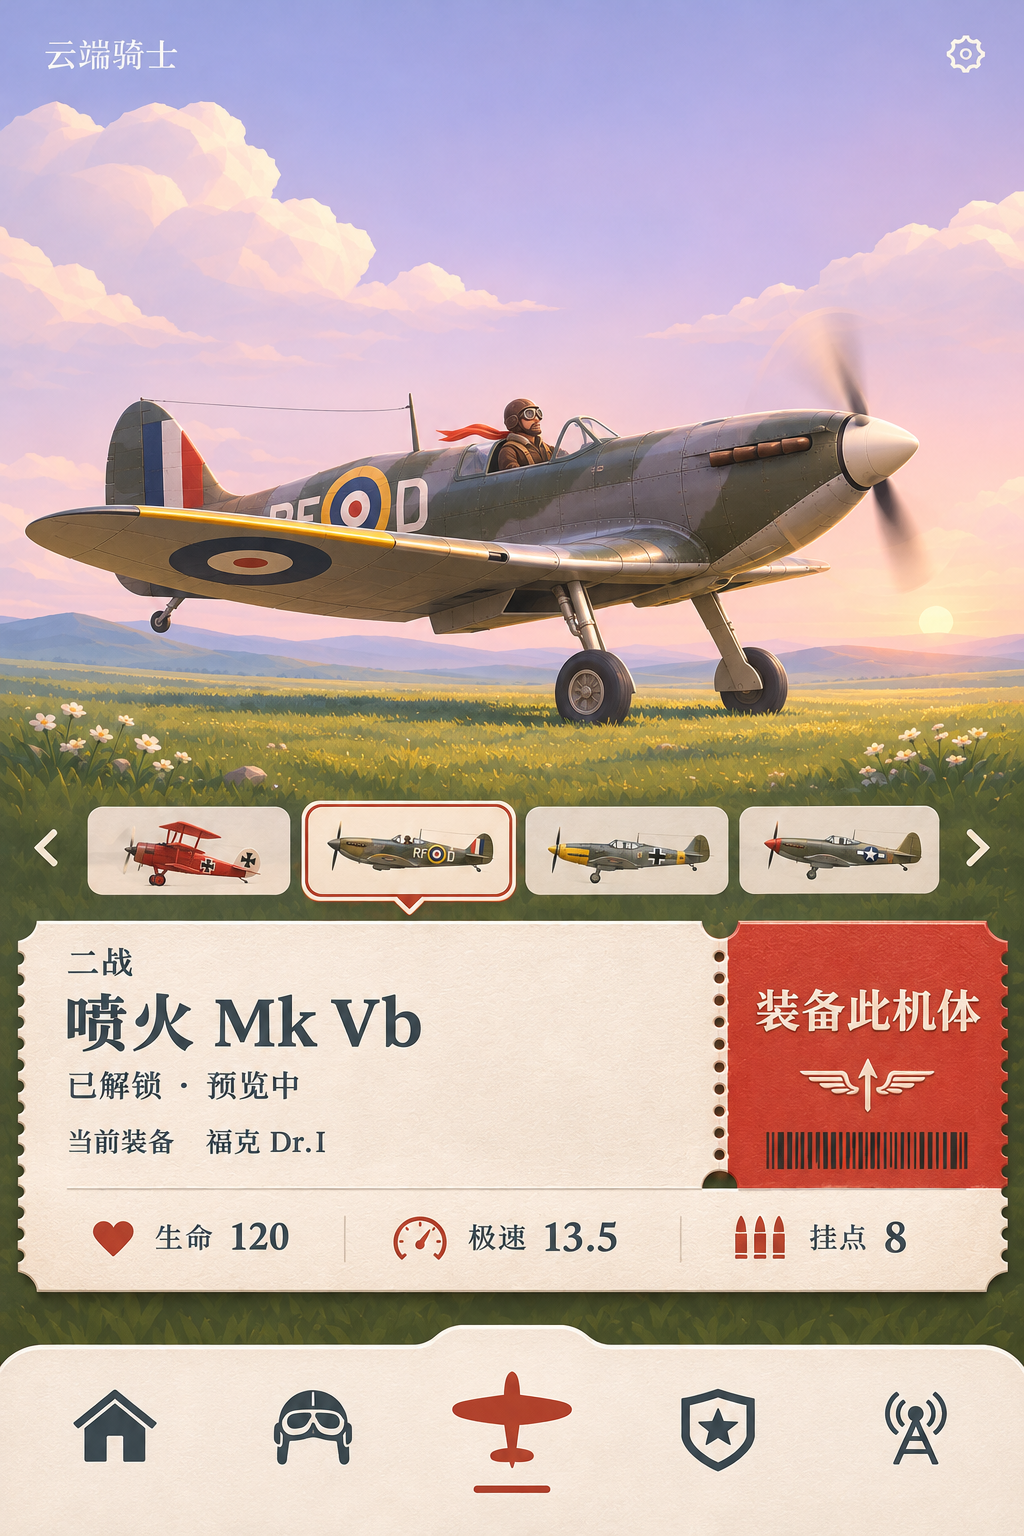 云端骑士
RF D
RF D
二战
喷火 Mk Vb
已解锁 · 预览中
当前装备 福克 Dr.I
装备此机体
生命 120
极速 13.5
挂点 8